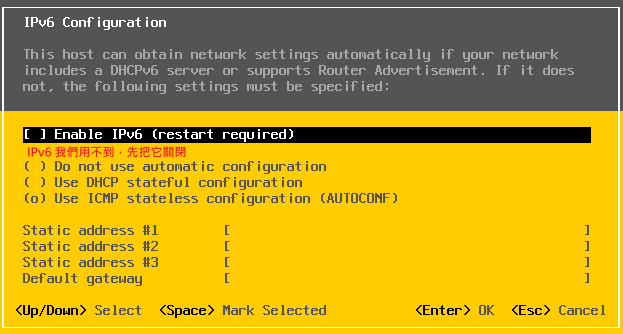 IPv6 Configuration
This host can obtain network settings automatically if your network
includes a DHCPv6 server or supports Router Advertisement. If it does
not, the following settings must be specified:
[ ] Enable IPv6 (restart required)
IPv6 我們用不到，先把它關閉
( ) Do not use automatic configuration
( ) Use DHCP stateful configuration
(o) Use ICMP stateless configuration (AUTOCONF)
Static address #1 [ ]
Static address #2 [ ]
Static address #3 [ ]
Default gateway [ ]
<Up/Down> Select <Space> Mark Selected <Enter> OK <Esc> Cancel